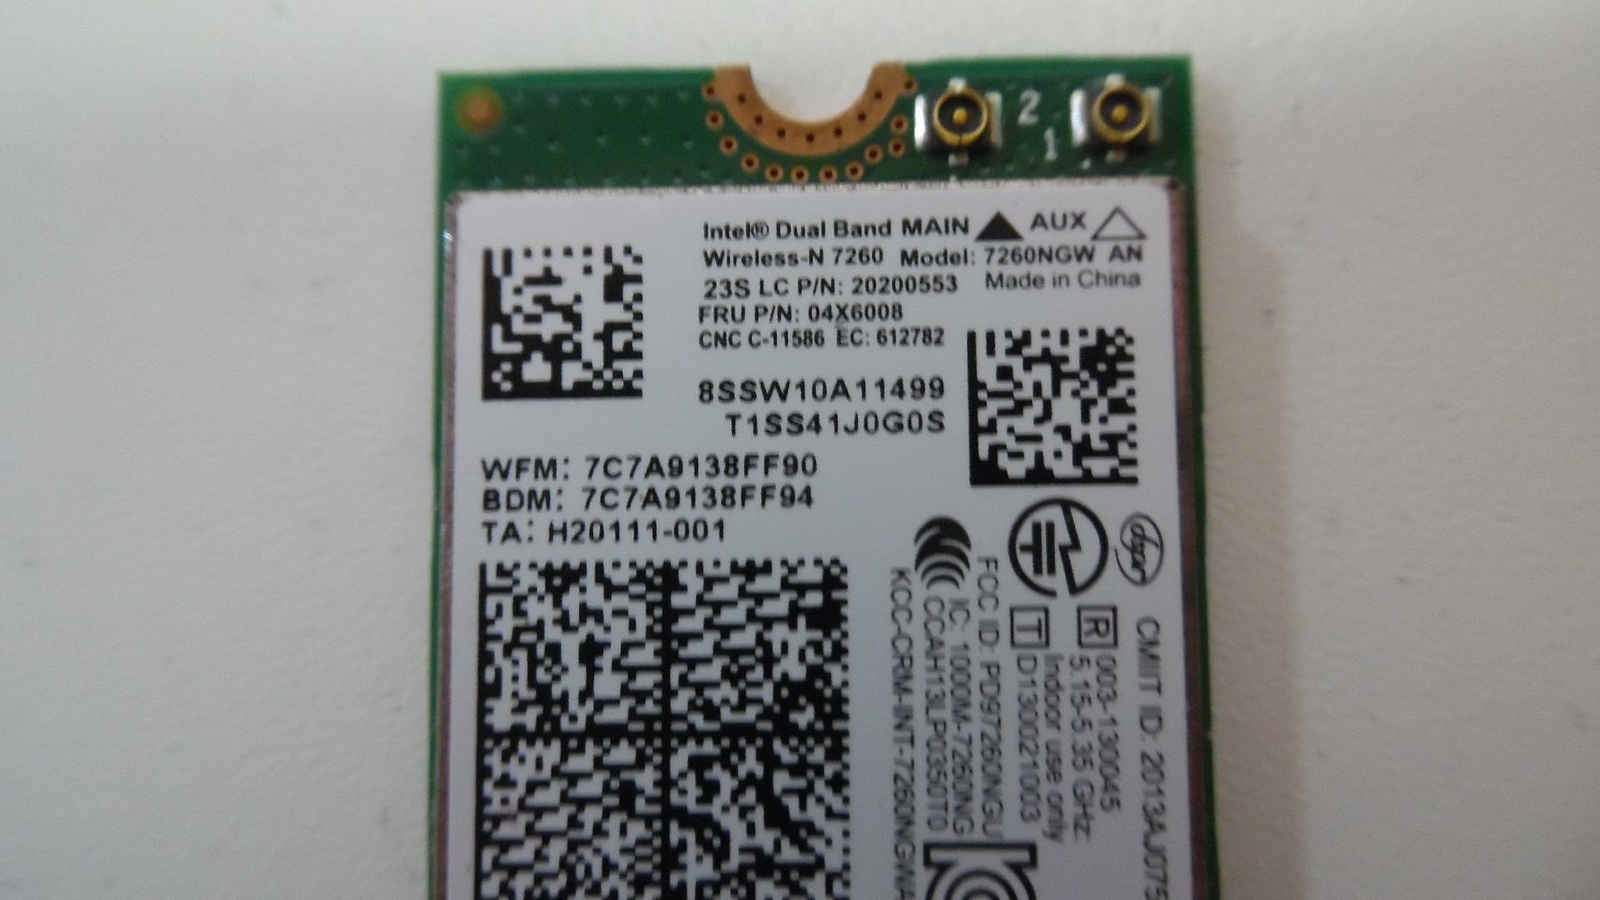 2
1
Intel® Dual Band MAIN AUX
Wireless-N 7260 Model: 7260NGW AN
23S LC P/N: 20200553 Made in China
FRU P/N: 04X6008
CNC C-11586 EC: 612782
8SSW10A11499
T1SS41J0G0S
WFM: 7C7A9138FF90
BDM: 7C7A9138FF94
TA: H20111-001
CMIIT ID: 2013AJ075
R 003-130045
5.15-5.35 GHz:
Indoor use only
T D130021003
FCC ID: PD97260NGU
IC: 1000M-7260NG
CCAH13LP0350T0
KCC-CRM-INT-7260NGWA